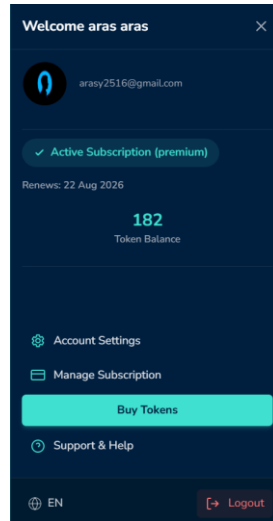 Welcome aras aras
arasy2516@gmail.com
Active Subscription (premium)
Renews: 22 Aug 2026
182
Token Balance
Account Settings
Manage Subscription
Buy Tokens
Support & Help
EN
Logout